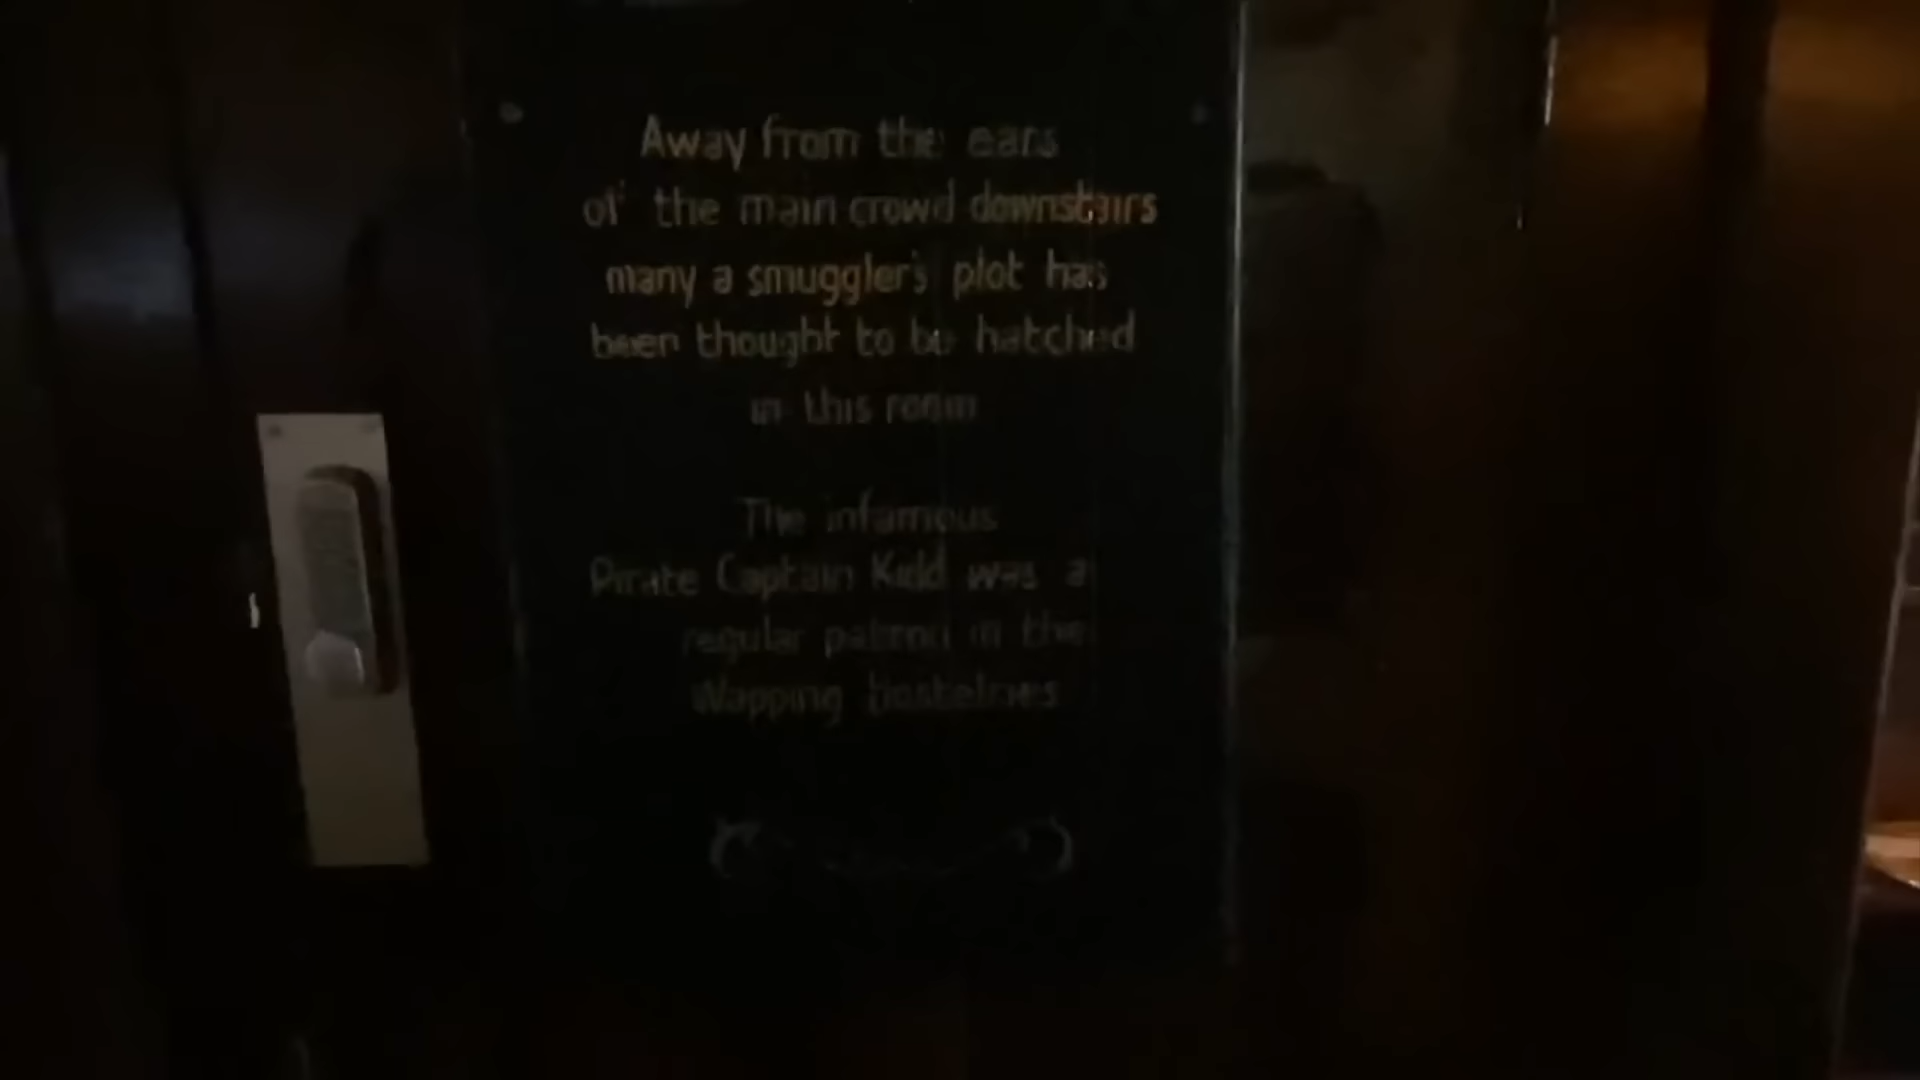 Away from the ears
of the main crowd downstairs
many a smuggler's plot has
been thought to be hatched
in this room
The infamous
Pirate Captain Kidd was a
regular patron in the
Wapping hostelries